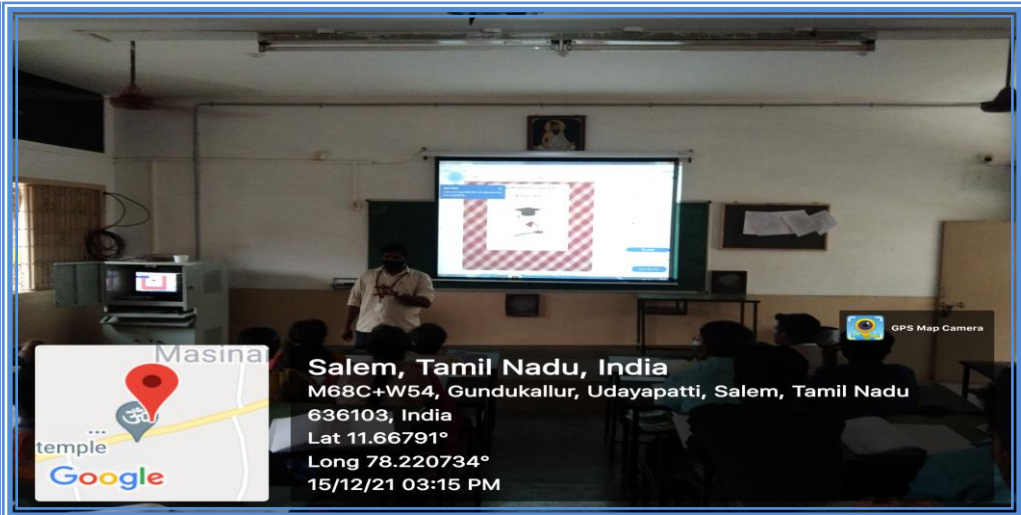 GPS Map Camera
Masinai
temple
...
Google
Salem, Tamil Nadu, India
M68C+W54, Gundukallur, Udayapatti, Salem, Tamil Nadu
636103, India
Lat 11.66791°
Long 78.220734°
15/12/21 03:15 PM